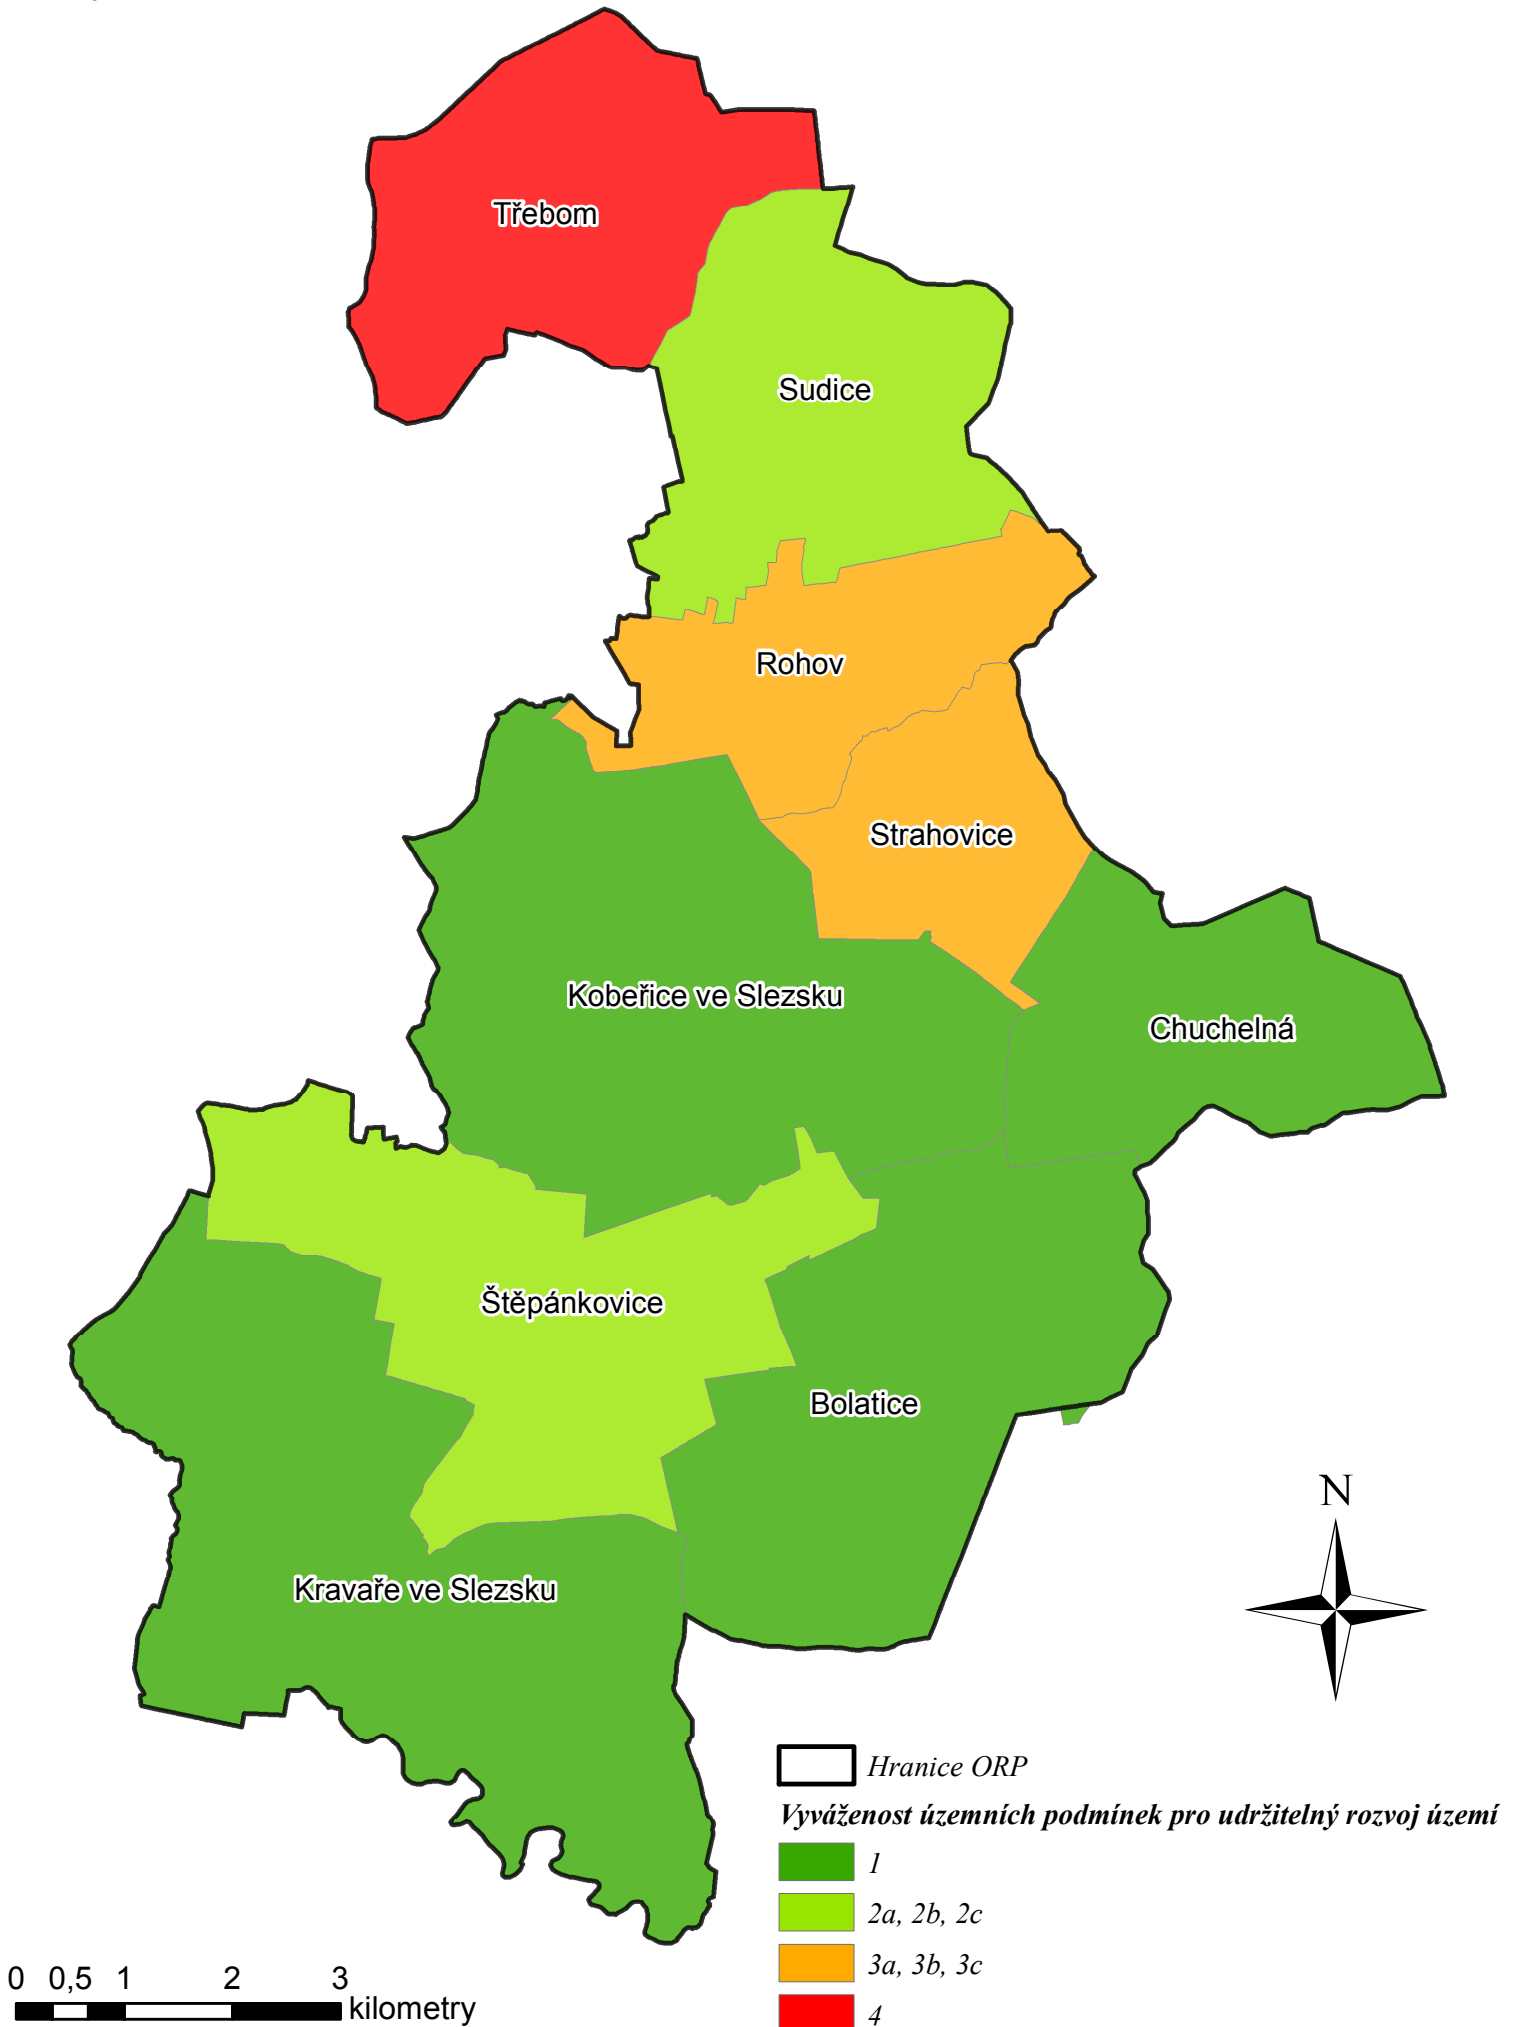 Třebom
Sudice
Rohov
Strahovice
Kobeřice ve Slezsku
Chuchelná
Štěpánkovice
Bolatice
N
Kravaře ve Slezsku
Hranice ORP
Vyváženost územních podmínek pro udržitelný rozvoj území
1
2a, 2b, 2c
3a, 3b, 3c
4
0 0,5 1 2 3
kilometry